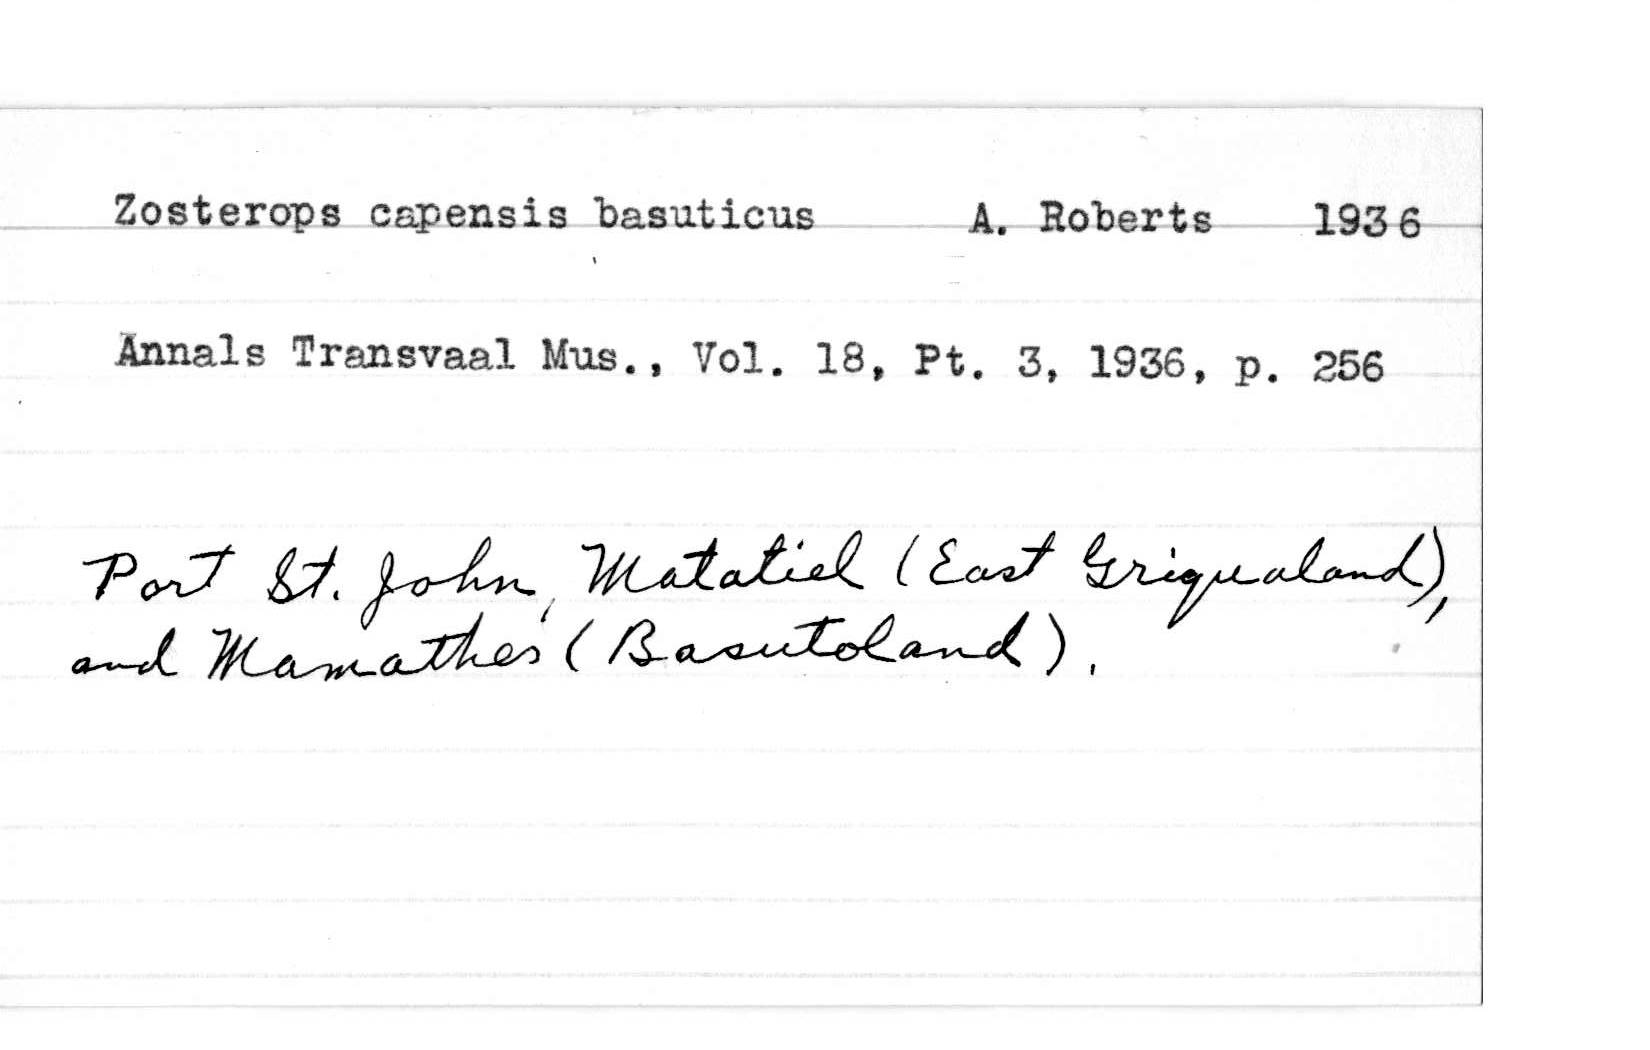 Zosterops capensis basuticus A. Roberts 1936
Annals Transvaal Mus., Vol. 18, Pt. 3, 1936, p. 256
Port St. John, Matatiel (East Griqualand),
and Mamathes (Basutoland).